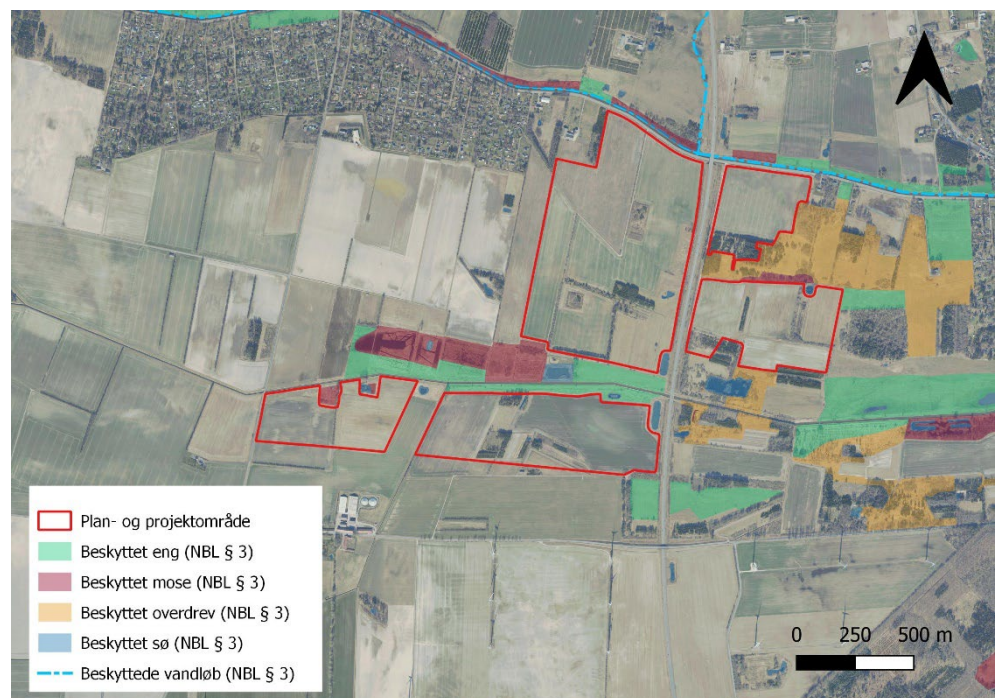 Plan- og projektområde
Beskyttet eng (NBL § 3)
Beskyttet mose (NBL § 3)
Beskyttet overdrev (NBL § 3)
Beskyttet sø (NBL § 3)
Beskyttede vandløb (NBL § 3)
0 250 500 m